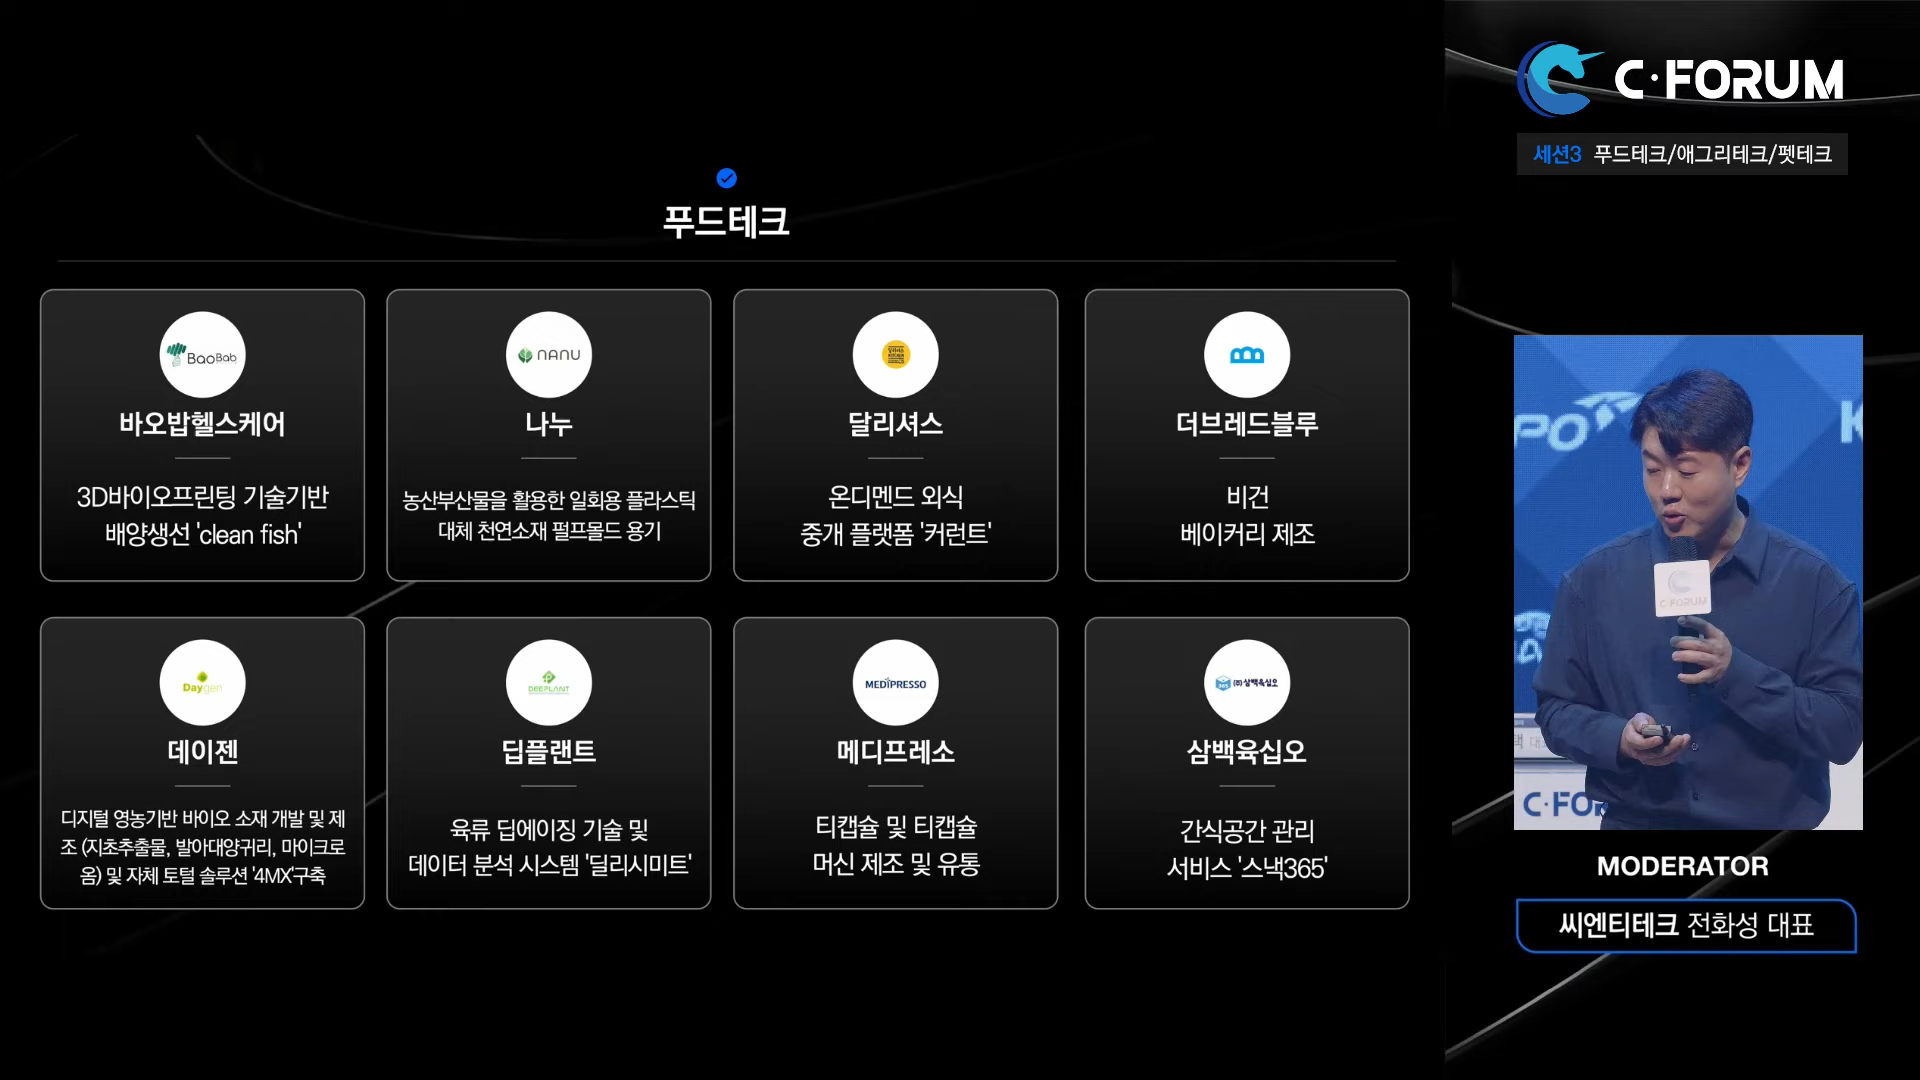 C·FORUM
세션3 푸드테크/애그리테크/펫테크
푸드테크
BaoBab
바오밥헬스케어
3D바이오프린팅 기술기반
배양생선 'clean fish'
NANU
나누
농산부산물을 활용한 일회용 플라스틱
대체 천연소재 펄프몰드 용기
달리셔스
온디멘드 외식
중개 플랫폼 '커런트'
더브레드블루
비건
베이커리 제조
Daygen
데이젠
디지털 영농기반 바이오 소재 개발 및 제
조 (지초추출물, 발아대양귀리, 마이크로
옴) 및 자체 토털 솔루션 '4MX'구축
DEEPLANT
딥플랜트
육류 딥에이징 기술 및
데이터 분석 시스템 '딜리시미트'
MEDIPRESSO
메디프레소
티캡슐 및 티캡슐
머신 제조 및 유통
365 (주)삼백육십오
삼백육십오
간식공간 관리
서비스 '스낵365'
PO
K
C·FORUM
C·FOR
MODERATOR
씨엔티테크 전화성 대표